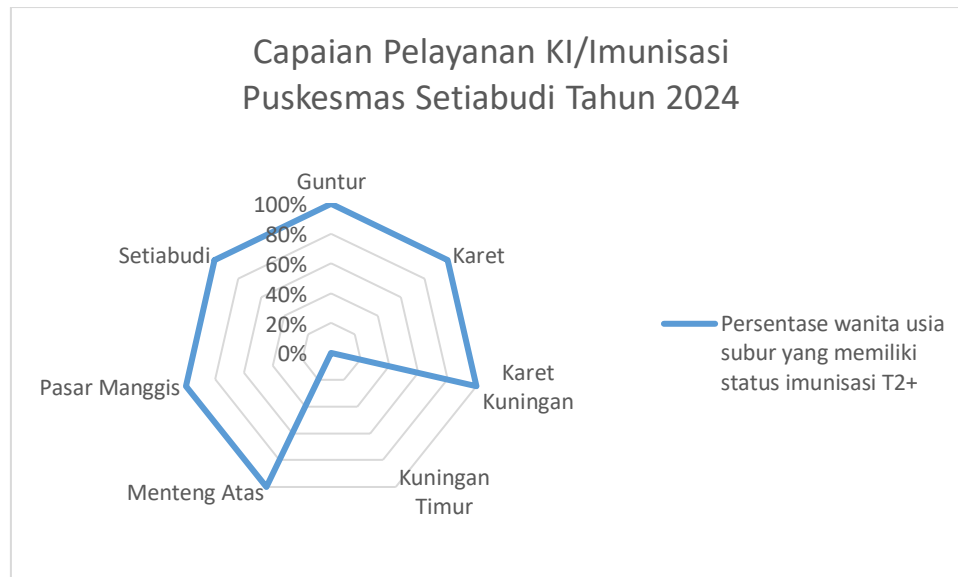 Capaian Pelayanan KI/Imunisasi
Puskesmas Setiabudi Tahun 2024
Guntur
100%
80%
60%
40%
20%
0%
Setiabudi
Karet
Pasar Manggis
Karet
Kuningan
Menteng Atas
Kuningan
Timur
Persentase wanita usia
subur yang memiliki
status imunisasi T2+